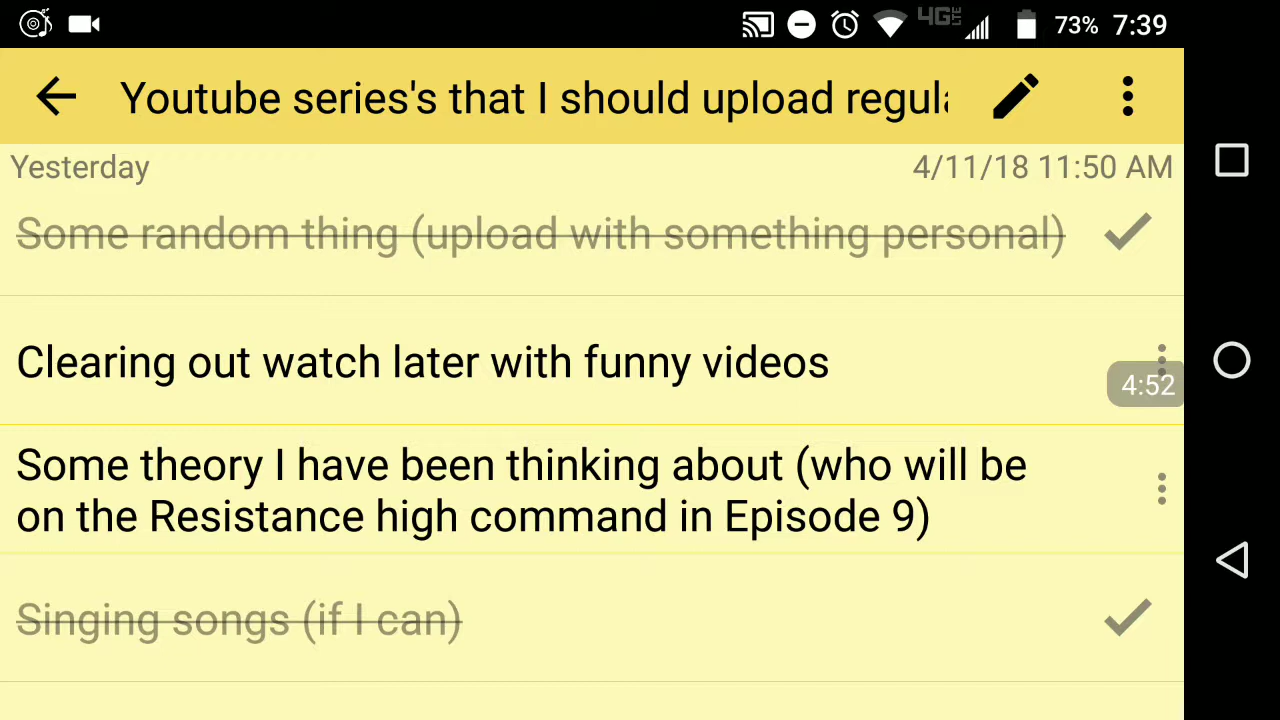 4G LTE 73% 7:39
Youtube series's that I should upload
Yesterday 4/11/18 11:50 AM
Some random thing (upload with something personal)
Clearing out watch later with funny videos
4:52
Some theory I have been thinking about (who will be
on the Resistance high command in Episode 9)
Singing songs (if I can)